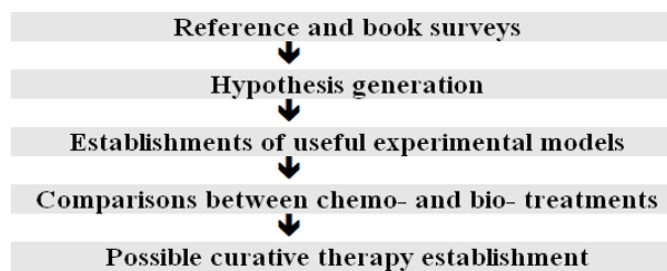 Reference and book surveys
Hypothesis generation
Establishments of useful experimental models
Comparisons between chemo- and bio- treatments
Possible curative therapy establishment